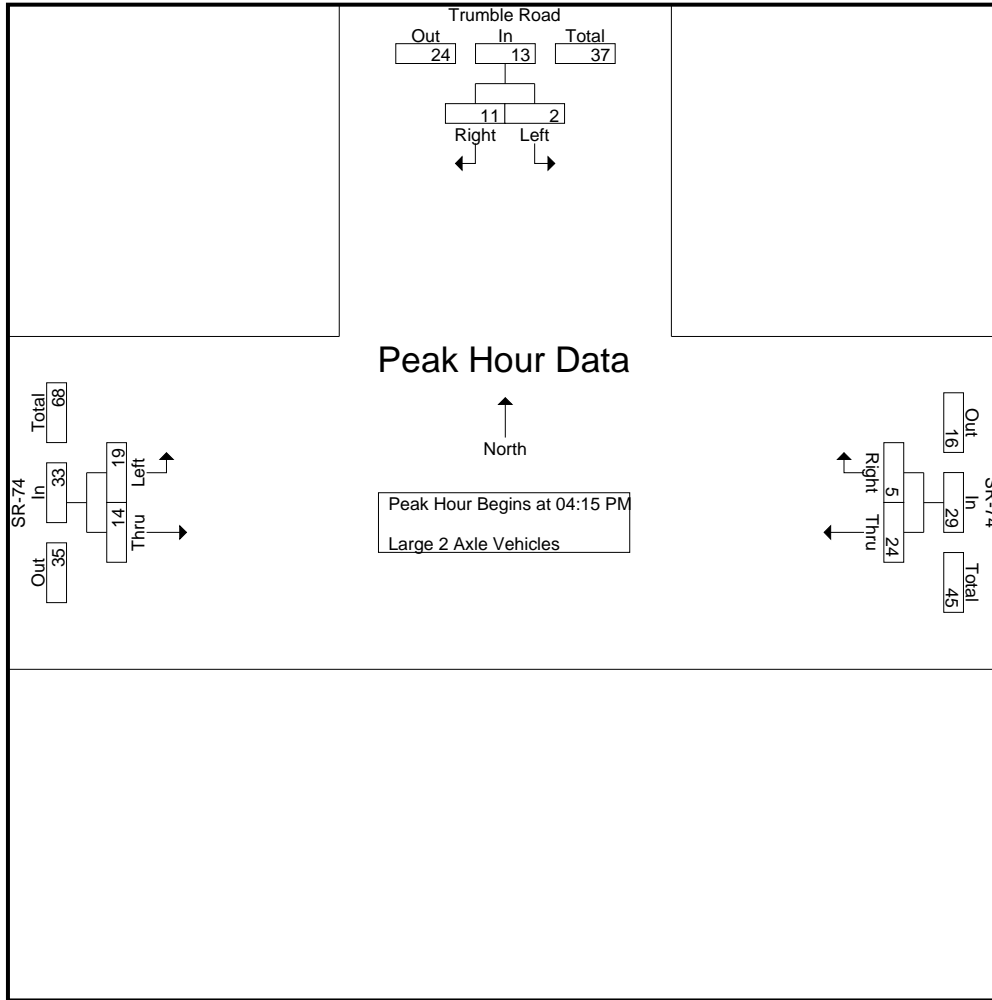 Trumble Road
Out In Total
24 13 37
11 2
Right Left
Peak Hour Data
North
Peak Hour Begins at 04:15 PM
Large 2 Axle Vehicles
SR-74
Total In Out
68 33 35
19 14
Left Thru
SR-74
Out In Total
16 29 45
5 24
Right Thru